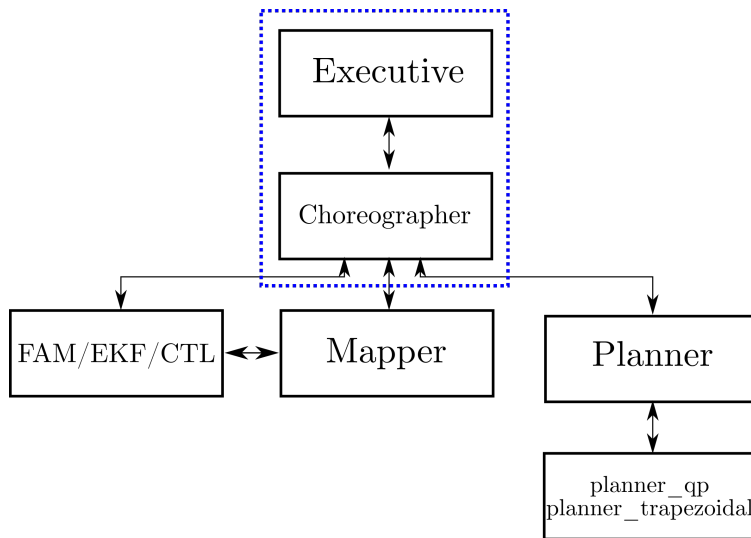 Executive
Choreographer
FAM/EKF/CTL
Mapper
Planner
planner_qp
planner_trapezoidal